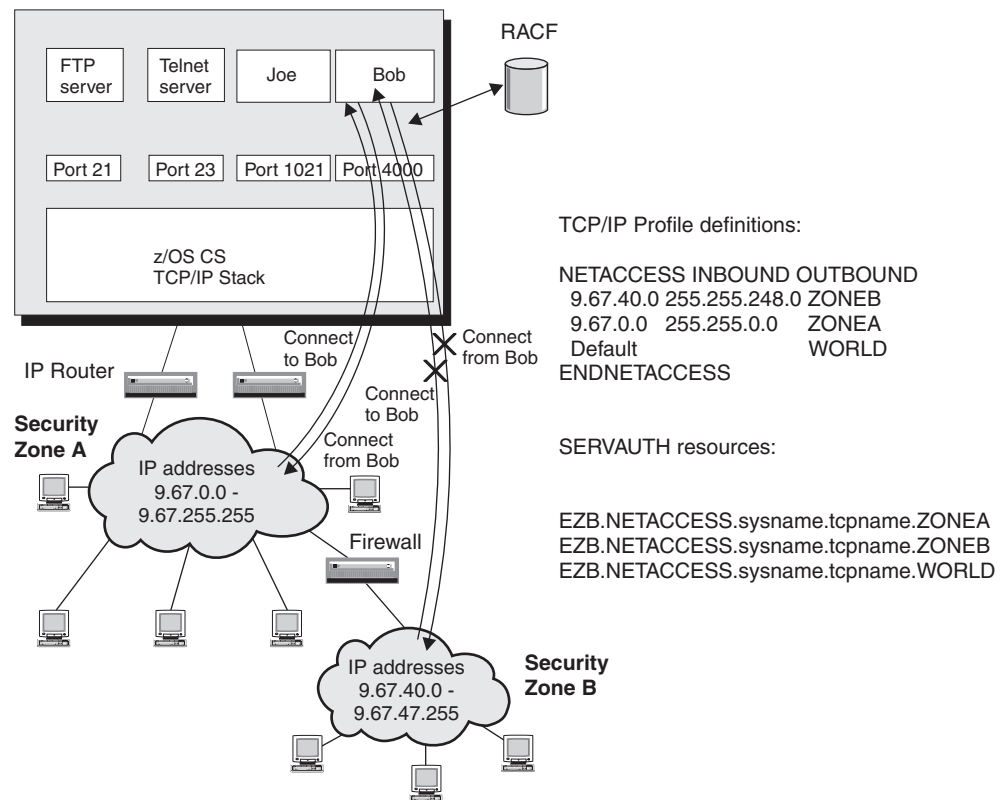 RACF
FTP
server
Telnet
server
Joe
Bob
Port 21
Port 23
Port 1021
Port 4000
z/OS CS
TCP/IP Stack
TCP/IP Profile definitions:
NETACCESS INBOUND OUTBOUND
9.67.40.0 255.255.248.0 ZONEB
9.67.0.0 255.255.0.0 ZONEA
Default WORLD
ENDNETACCESS
SERVAUTH resources:
EZB.NETACCESS.sysname.tcpname.ZONEA
EZB.NETACCESS.sysname.tcpname.ZONEB
EZB.NETACCESS.sysname.tcpname.WORLD
Connect
to Bob
Connect
from Bob
IP Router
Connect
to Bob
Security
Zone A
Connect
from Bob
IP addresses
9.67.0.0 -
9.67.255.255
Firewall
IP addresses
9.67.40.0 -
9.67.47.255
Security
Zone B